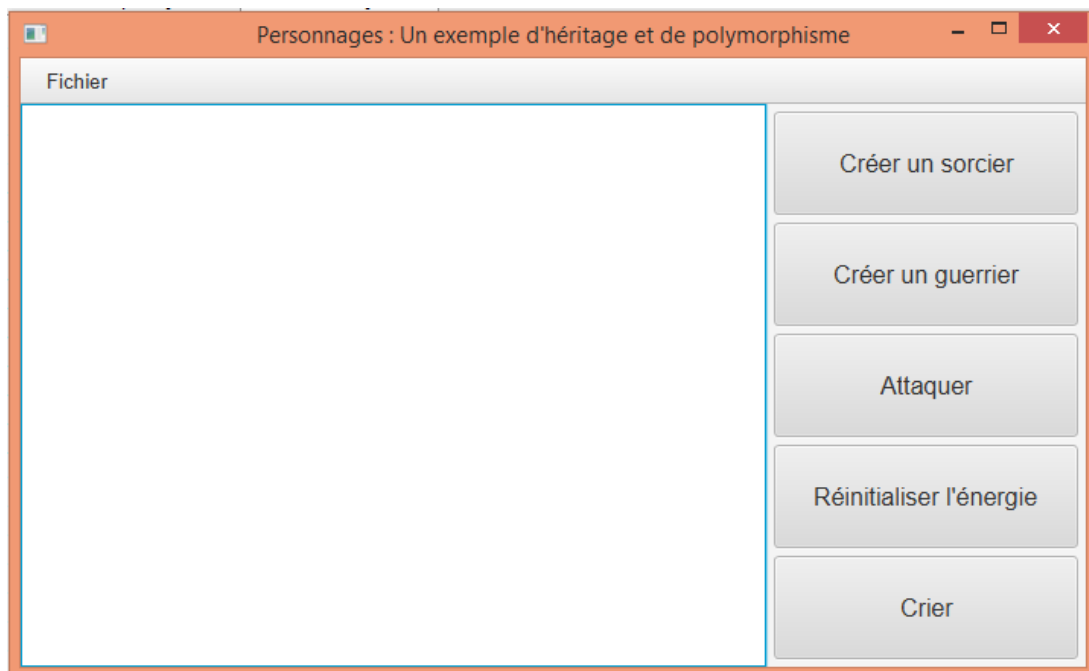 Personnages : Un exemple d'héritage et de polymorphisme
Fichier
Créer un sorcier
Créer un guerrier
Attaquer
Réinitialiser l'énergie
Crier